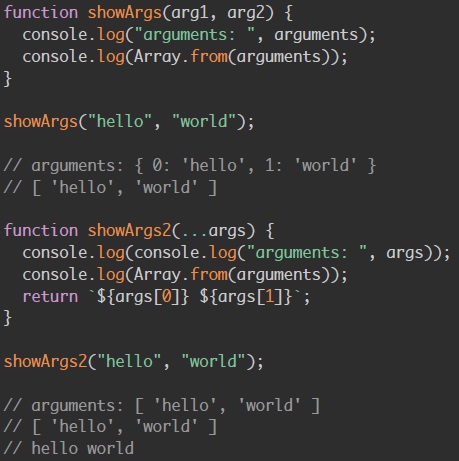 function showArgs(arg1, arg2) {
  console.log("arguments: ", arguments);
  console.log(Array.from(arguments));
}

showArgs("hello", "world");

// arguments: { 0: 'hello', 1: 'world' }
// [ 'hello', 'world' ]

function showArgs2(...args) {
  console.log(console.log("arguments: ", args));
  console.log(Array.from(arguments));
  return `${args[0]} ${args[1]}`;
}

showArgs2("hello", "world");

// arguments: [ 'hello', 'world' ]
// [ 'hello', 'world' ]
// hello world